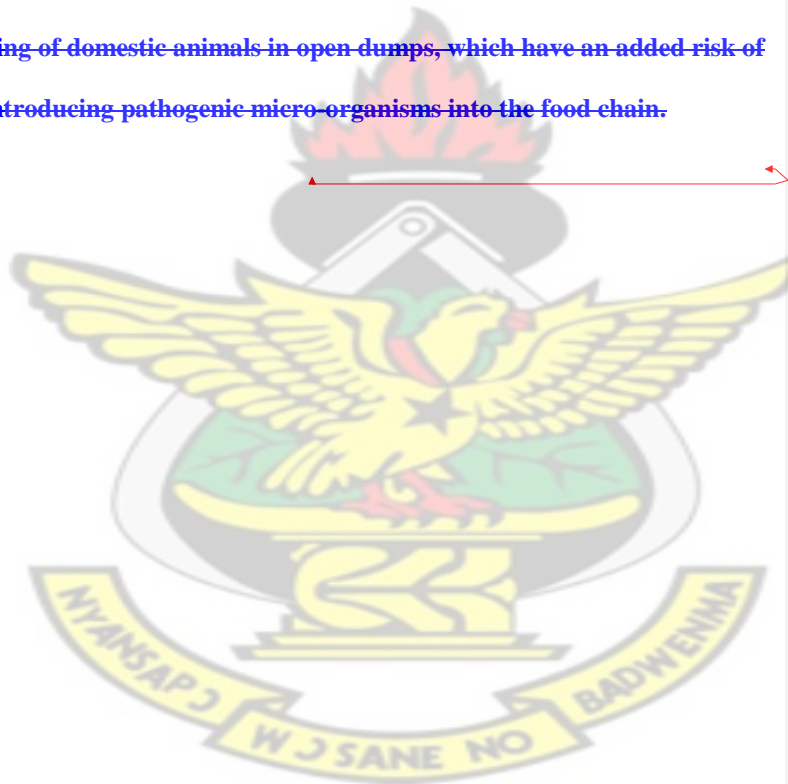 ing of domestic animals in open dumps, which have an added risk of
ntroducing pathogenic micro-organisms into the food chain.
NYANSAPƆ
WƆSANE NO
BADWENMA